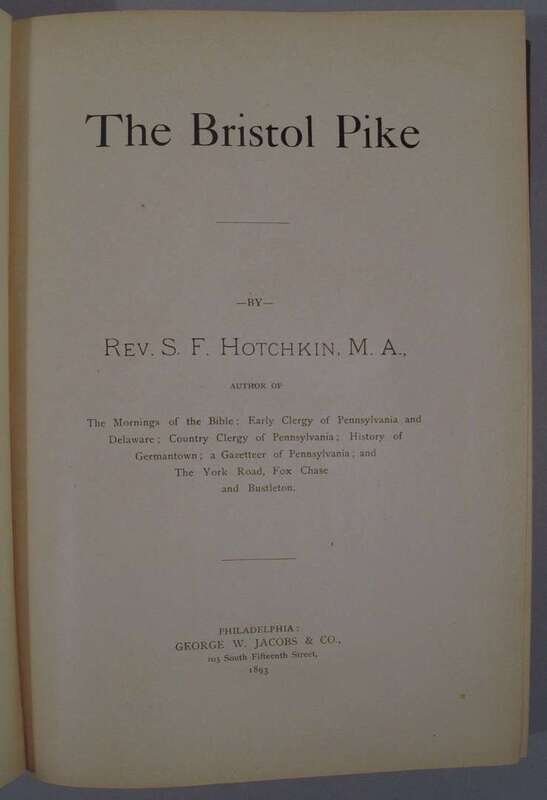 The Bristol Pike
—BY—
REV. S. F. HOTCHKIN, M. A.,
AUTHOR OF
The Mornings of the Bible; Early Clergy of Pennsylvania and
Delaware; Country Clergy of Pennsylvania; History of
Germantown; a Gazetteer of Pennsylvania; and
The York Road, Fox Chase
and Bustleton.
PHILADELPHIA:
GEORGE W. JACOBS & CO.,
103 South Fifteenth Street,
1893